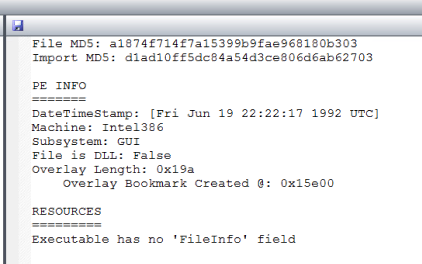 File MD5: a1874f714f7a15399b9fae968180b303
Import MD5: d1ad10ff5dc84a54d3ce806d6ab62703
PE INFO
=======
DateTimeStamp: [Fri Jun 19 22:22:17 1992 UTC]
Machine: Intel386
Subsystem: GUI
File is DLL: False
Overlay Length: 0x19a
Overlay Bookmark Created @: 0x15e00
RESOURCES
=========
Executable has no 'FileInfo' field